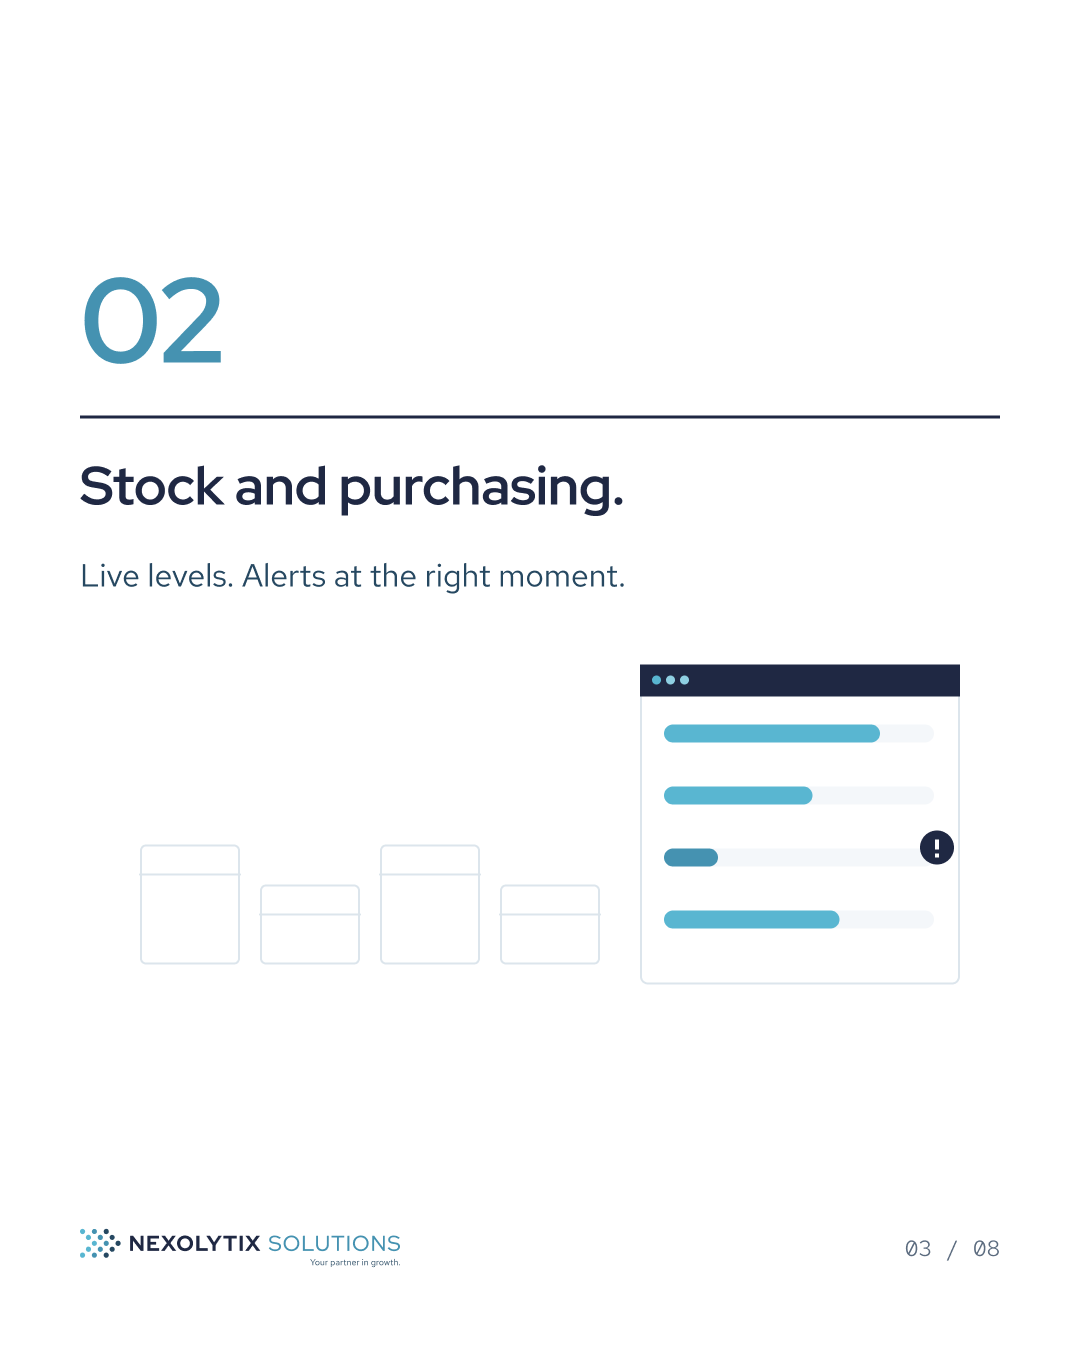 02
Stock and purchasing.
Live levels. Alerts at the right moment.
!
NEXOLYTIX SOLUTIONS
Your partner in growth.
03 / 08